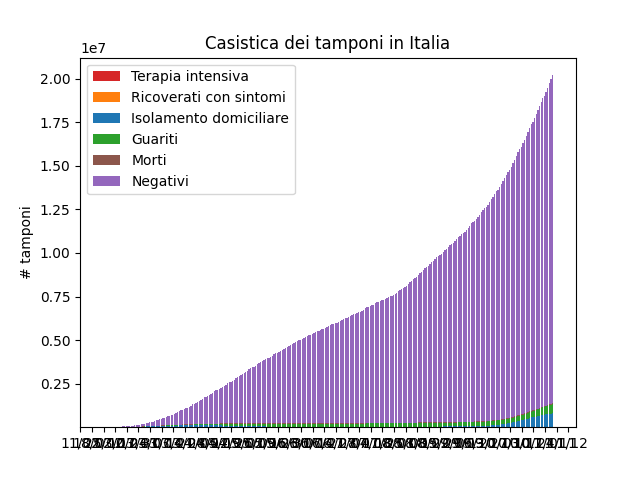 Casistica dei tamponi in Italia
1e7
Terapia intensiva
Ricoverati con sintomi
Isolamento domiciliare
Guariti
Morti
Negativi
# tamponi
2.00
1.75
1.50
1.25
1.00
0.75
0.50
0.25